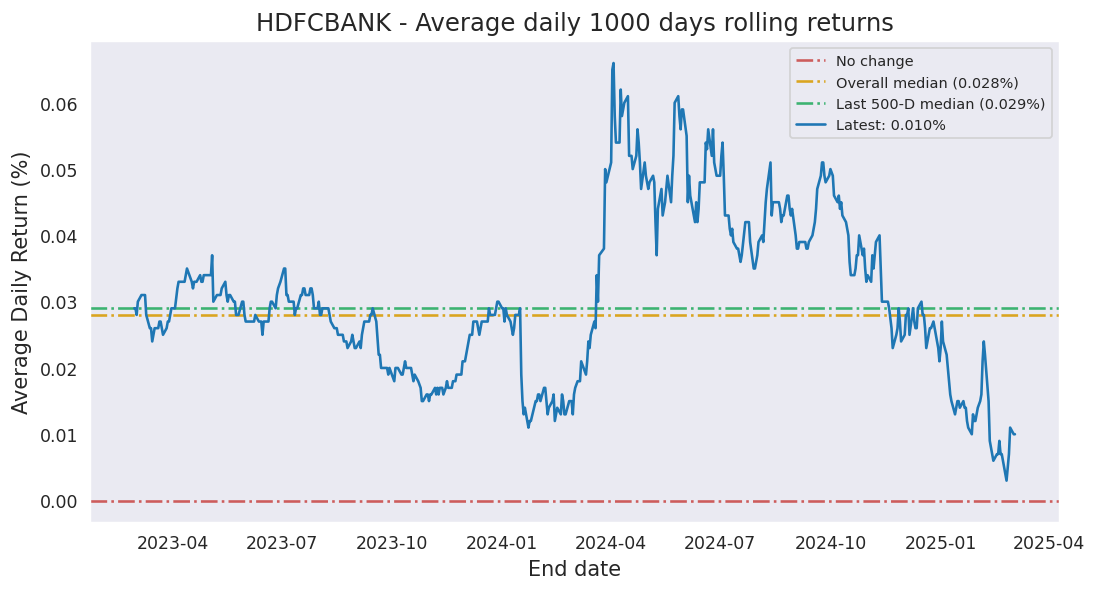 HDFCBANK - Average daily 1000 days rolling returns
No change
Overall median (0.028%)
Last 500-D median (0.029%)
Latest: 0.010%
Average Daily Return (%)
0.06
0.05
0.04
0.03
0.02
0.01
0.00
2023-04 2023-07 2023-10 2024-01 2024-04 2024-07 2024-10 2025-01 2025-04
End date